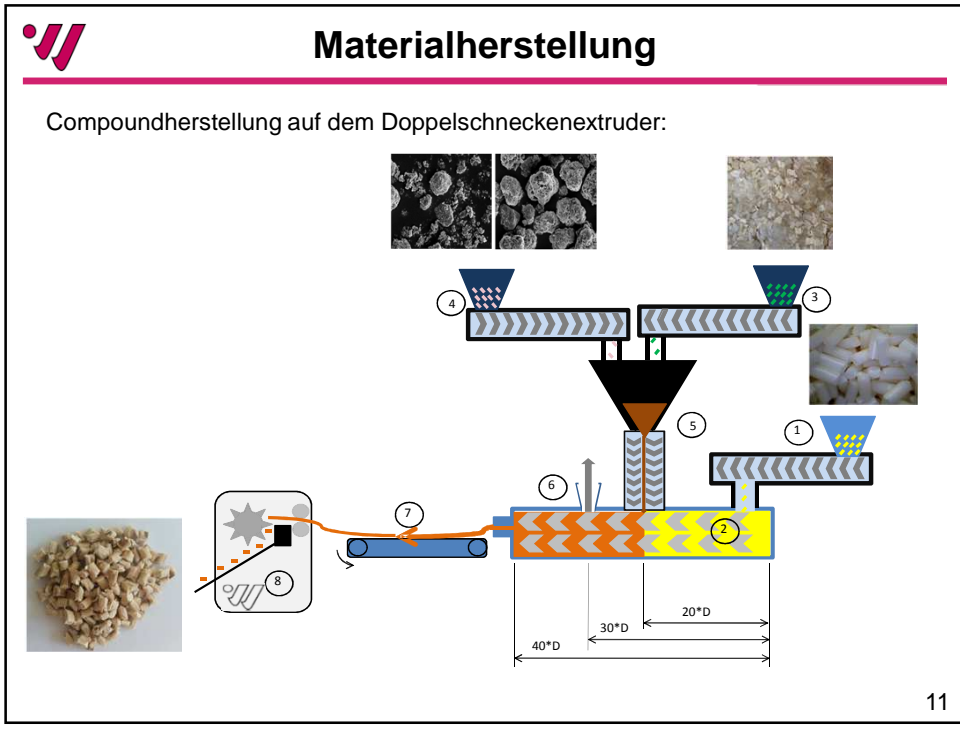 Materialherstellung
Compoundherstellung auf dem Doppelschneckenextruder:
4
3
1
5
6
7
2
8
20*D
30*D
40*D
11